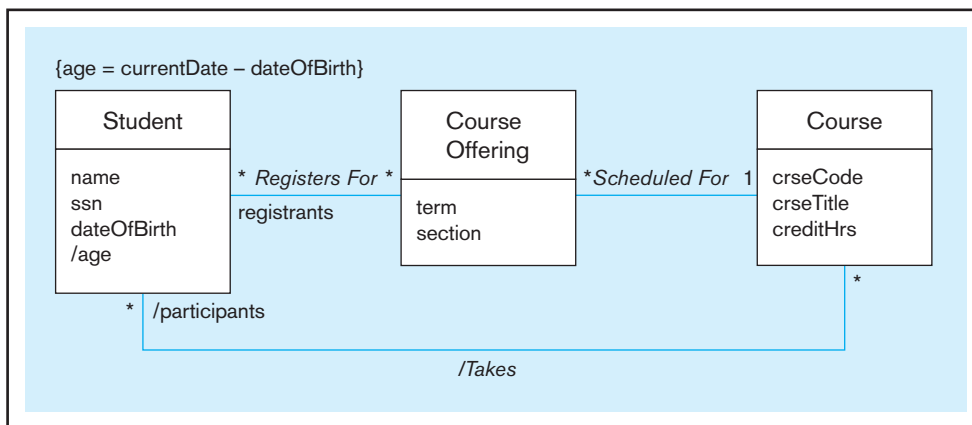 {age = currentDate – dateOfBirth}
Student
name
ssn
dateOfBirth
/age
* Registers For *
registrants
Course
Offering
term
section
*Scheduled For 1
Course
crseCode
crseTitle
creditHrs
* /participants
*
/Takes